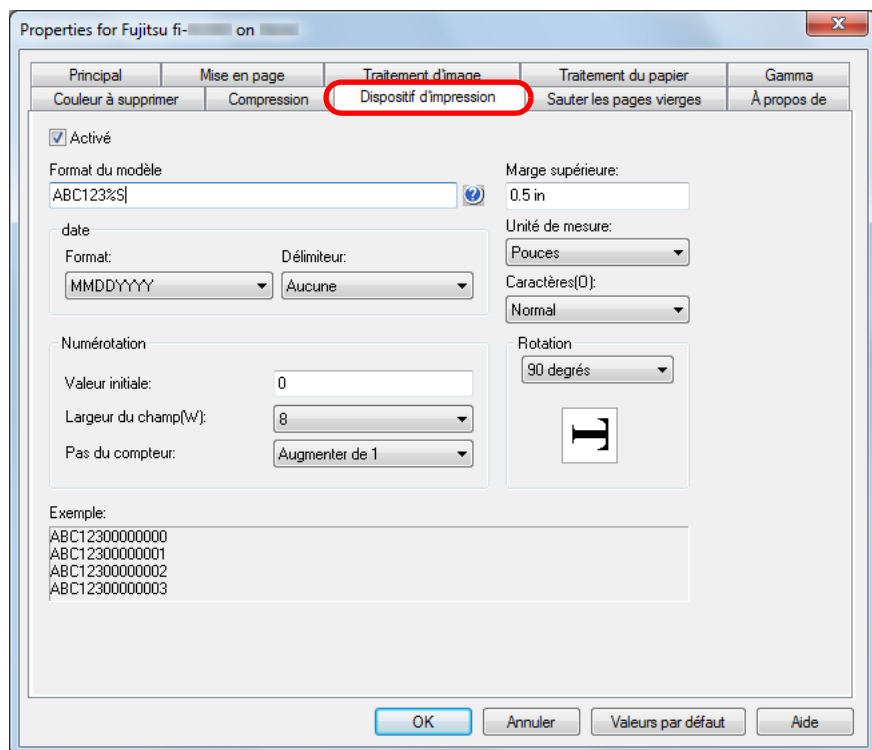 Properties for Fujitsu fi- on
Principal Mise en page Traitement d'image Traitement du papier Gamma
Couleur à supprimer Compression Dispositif d'impression Sauter les pages vierges À propos de
Activé
Format du modèle
ABC123%S
Marge supérieure:
0.5 in
date
Format: Délimiteur:
MMDDYYYY Aucune
Unité de mesure:
Pouces
Caractères(O):
Normal
Numérotation
Valeur initiale: 0
Largeur du champ(W): 8
Pas du compteur: Augmenter de 1
Rotation
90 degrés
T
Exemple:
ABC12300000000
ABC12300000001
ABC12300000002
ABC12300000003
OK Annuler Valeurs par défaut Aide